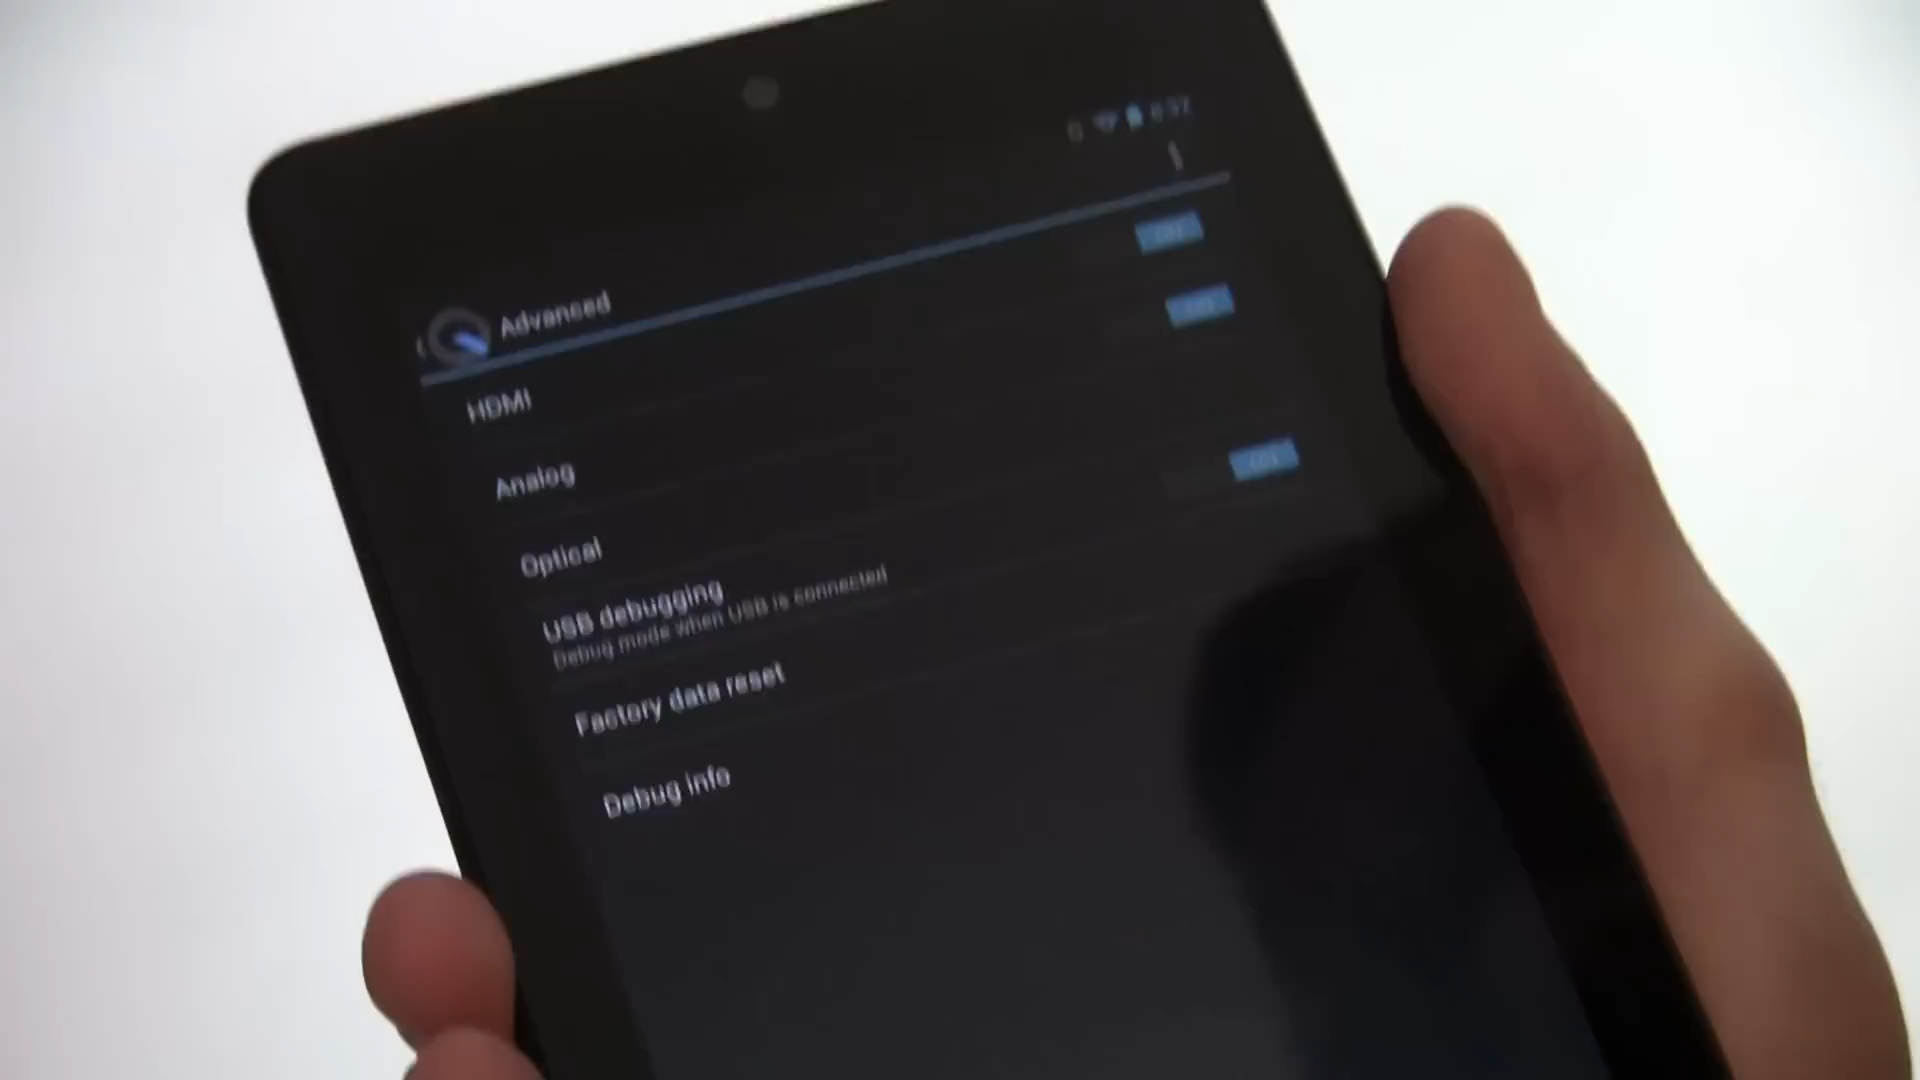 Advanced
HDMI
Analog
Optical
USB debugging
Debug mode when USB is connected
Factory data reset
Debug info